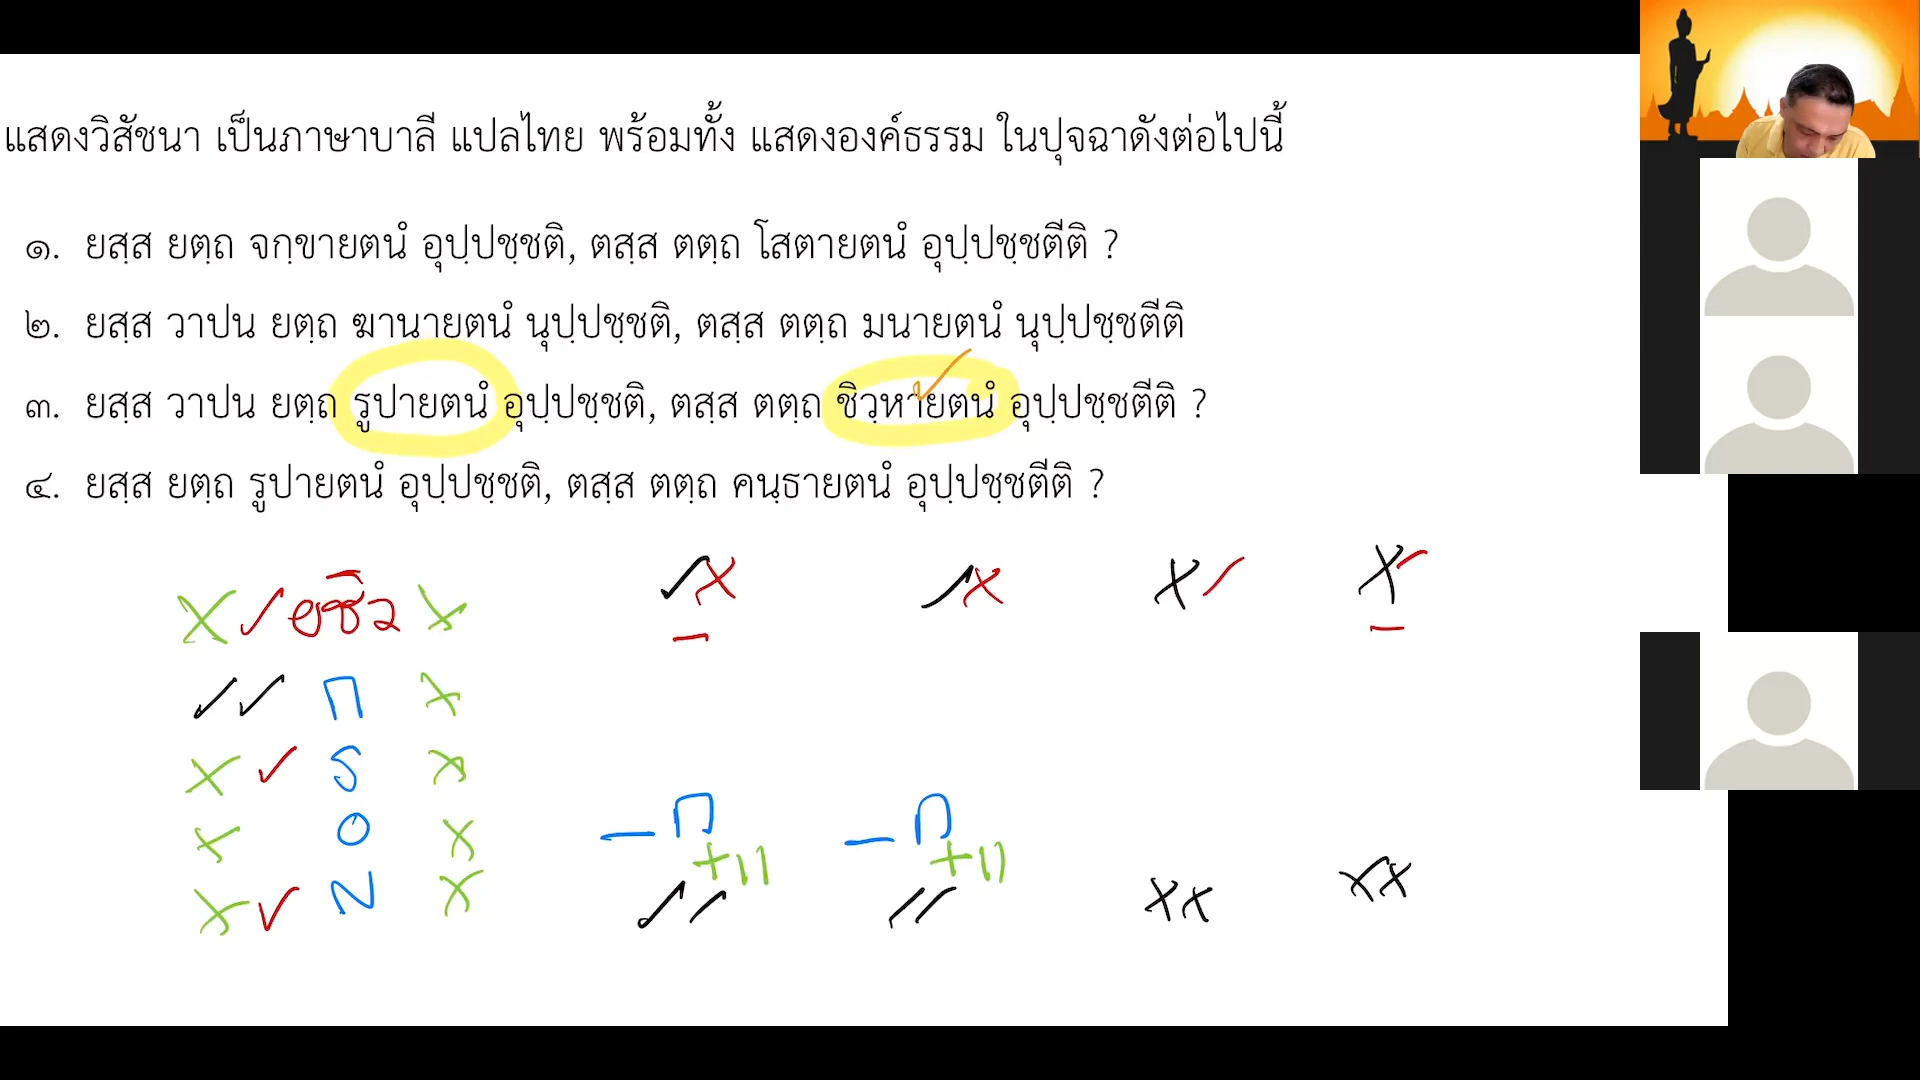 แสดงวิสัชนา เป็นภาษาบาลี แปลไทย พร้อมทั้ง แสดงองค์ธรรม ในปุจฉาดังต่อไปนี้
๑. ยสฺส ยตฺถ จกฺขายตนํ อุปฺปชฺชติ, ตสฺส ตตฺถ โสตายตนํ อุปฺปชฺชตีติ ?
๒. ยสฺส วาปน ยตฺถ ฆานายตนํ นุปฺปชฺชติ, ตสฺส ตตฺถ มนายตนํ นุปฺปชฺชตีติ
๓. ยสฺส วาปน ยตฺถ รูปายตนํ อุปฺปชฺชติ, ตสฺส ตตฺถ ชิวฺหายตนํ อุปฺปชฺชตีติ ?
๔. ยสฺส ยตฺถ รูปายตนํ อุปฺปชฺชติ, ตสฺส ตตฺถ คนฺธายตนํ อุปฺปชฺชตีติ ?